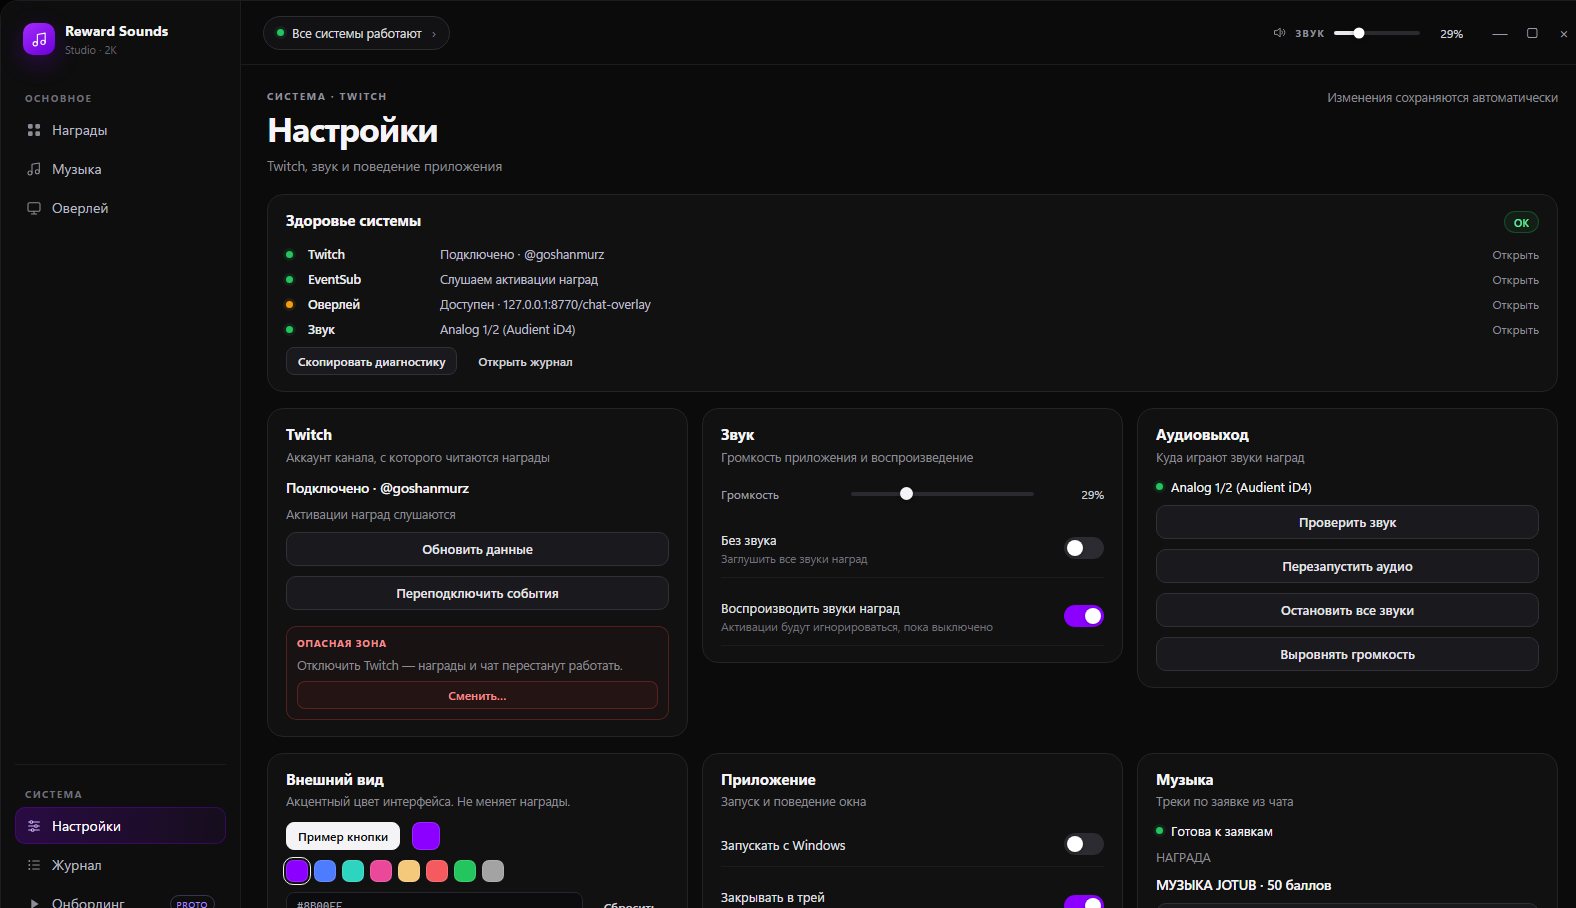 Reward Sounds
Studio · 2K
Все системы работают ›
ЗВУК
29%
ОСНОВНОЕ
Награды
Музыка
Оверлей
СИСТЕМА · TWITCH
Изменения сохраняются автоматически
Настройки
Twitch, звук и поведение приложения
Здоровье системы
OK
Twitch
Подключено · @goshanmurz
Открыть
EventSub
Слушаем активации наград
Открыть
Оверлей
Доступен · 127.0.0.1:8770/chat-overlay
Открыть
Звук
Analog 1/2 (Audient iD4)
Открыть
Скопировать диагностику
Открыть журнал
Twitch
Аккаунт канала, с которого читаются награды
Подключено · @goshanmurz
Активации наград слушаются
Обновить данные
Переподключить события
ОПАСНАЯ ЗОНА
Отключить Twitch — награды и чат перестанут работать.
Сменить...
Звук
Громкость приложения и воспроизведение
Громкость
29%
Без звука
Заглушить все звуки наград
Воспроизводить звуки наград
Активации будут игнорироваться, пока выключено
Аудиовыход
Куда играют звуки наград
Analog 1/2 (Audient iD4)
Проверить звук
Перезапустить аудио
Остановить все звуки
Выровнять громкость
Внешний вид
Акцентный цвет интерфейса. Не меняет награды.
Пример кнопки
#8B00FF
Сбросить
Приложение
Запуск и поведение окна
Запускать с Windows
Закрывать в трей
Музыка
Треки по заявке из чата
Готова к заявкам
НАГРАДА
МУЗЫКА JOTUB · 50 баллов
СИСТЕМА
Настройки
Журнал
Онбординг
PROTO